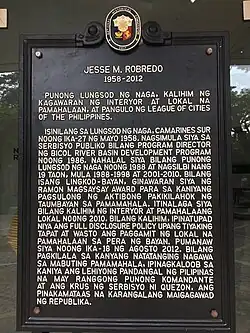 JESSE M. ROBREDO
1958-2012
PUNONG LUNGSOD NG NAGA, KALIHIM NG
KAGAWARAN NG INTERYOR AT LOKAL NA
PAMAHALAAN, AT PANGULO NG LEAGUE OF CITIES
OF THE PHILIPPINES.
ISINILANG SA LUNGSOD NG NAGA, CAMARINES SUR
NOONG IKA-27 NG MAYO 1958. NAGSIMULA SIYA SA
SERBISYO PUBLIKO BILANG PROGRAM DIRECTOR
NG BICOL RIVER BASIN DEVELOPMENT PROGRAM
NOONG 1986. NAHALAL SIYA BILANG PUNONG
LUNGSOD NG NAGA NOONG 1988 AT NAGSILBI NANG
19 TAON, MULA 1988-1998 AT 2001-2010. BILANG
ISANG LINGKOD-BAYAN, GINAWARAN SIYA NG
RAMON MAGSAYSAY AWARD PARA SA KANIYANG
PAGSULONG NG AKTIBONG PAKIKILAHOK NG
TAUMBAYAN SA PAMAMAHALA. ITINALAGA SIYA
BILANG KALIHIM NG INTERYOR AT PAMAHALAANG
LOKAL NOONG 2010. BILANG KALIHIM, IPINATUPAD
NIYA ANG FULL DISCLOSURE POLICY UPANG TIYAKING
TAPAT AT WASTO ANG PAGGAMIT NG LOKAL NA
PAMAHALAAN SA PERA NG BAYAN. PUMANAW
SIYA NOONG IKA-18 NG AGOSTO 2012. BILANG
PAGKILALA SA KANYANG NATATANGING NAGAWA
SA MABUTING PAMAMAHALA, IPINAGKALOOB SA
KANIYA ANG LEHIYONG PANDANGAL NG PILIPINAS
NA MAY RANGGONG PUNONG KOMANDANTE
AT ANG KRUS NG SERBISYO NI QUEZON, ANG
PINAKAMATAAS NA KARANGALANG MAIGAGAWAD
NG REPUBLIKA.